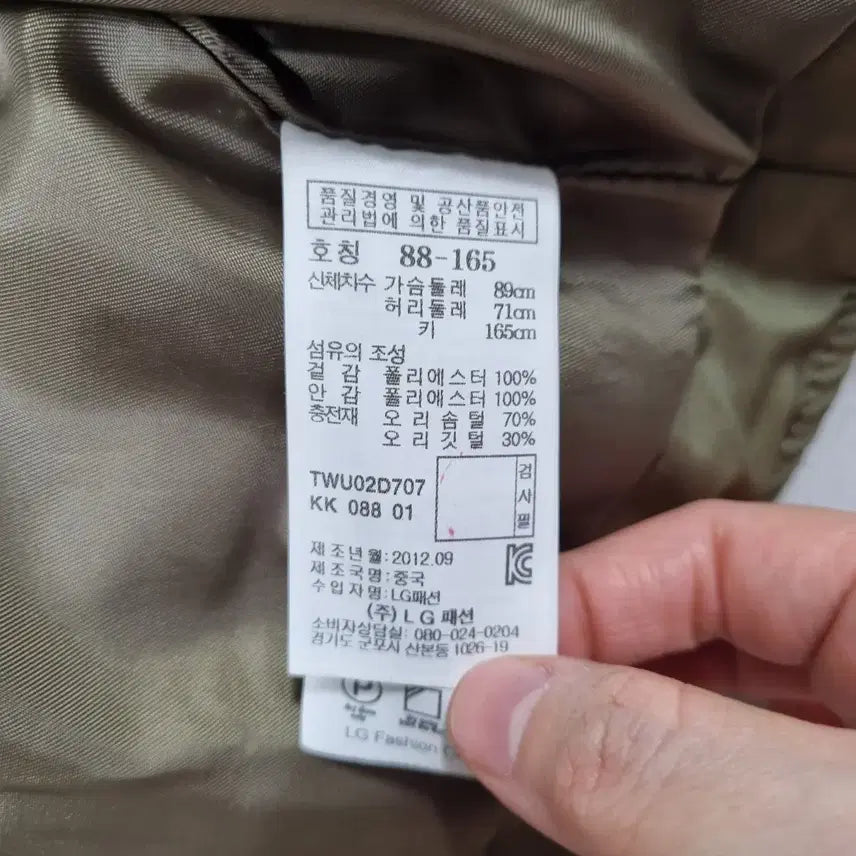 품질경영 및 공산품안전
관리법에 의한 품질표시
호칭 88-165
신체치수 가슴둘레 89cm
허리둘레 71cm
키 165cm
섬유의 조성
겉감 폴리에스터 100%
안감 폴리에스터 100%
충전재 오리솜털 70%
오리깃털 30%
TWU02D707
KK 088 01
검사필
제조년월:2012.09
제조국명:중국
수입자명:LG패션
(주)LG패션
소비자상담실: 080-024-0204
경기도 군포시 산본동 1026-19
P
LG Fashion